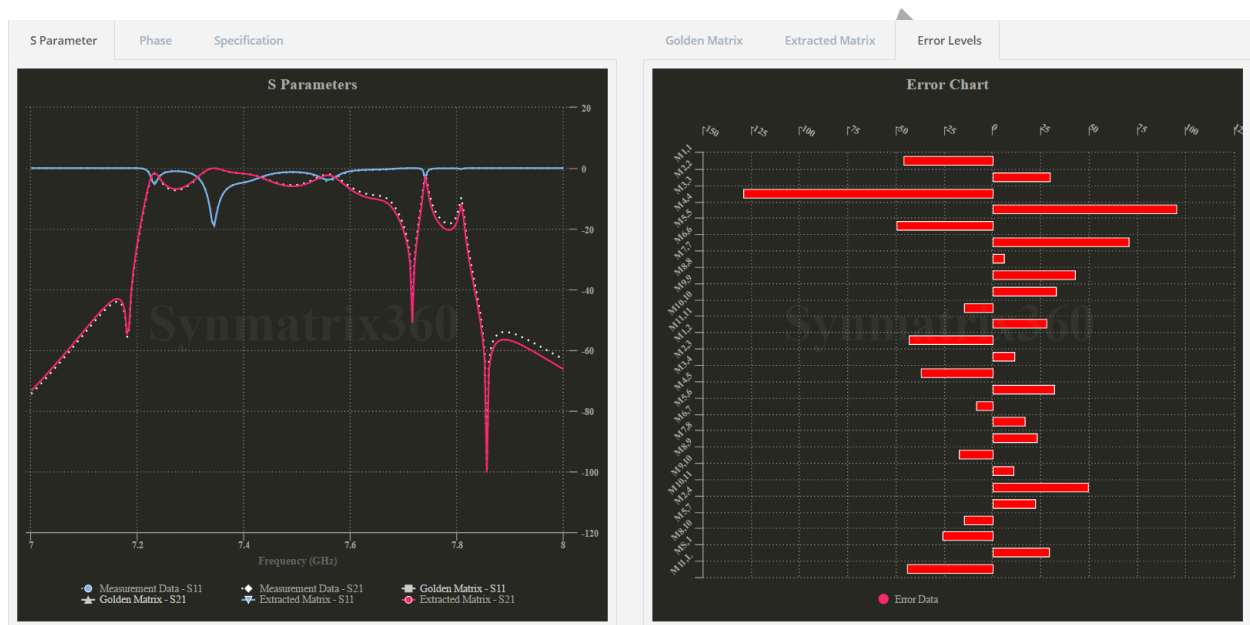 S Parameter Phase Specification
Golden Matrix Extracted Matrix Error Levels
S Parameters
20
0
-20
-40
-60
-80
-100
-120
7 7.2 7.4 7.6 7.8 8
Frequency (GHz)
Synmatrix360
Measurement Data - S11 Measurement Data - S21 Golden Matrix - S11
Golden Matrix - S21 Extracted Matrix - S11 Extracted Matrix - S21
Error Chart
-150 -125 -100 -75 -50 -25 0 25 50 75 100
M1,1
M2,2
M3,3
M4,4
M5,5
M6,6
M7,7
M8,8
M9,9
M10,10
M11,11
M1,2
M2,3
M3,4
M4,5
M5,6
M6,7
M7,8
M8,9
M9,10
M10,11
M2,4
M5,7
M8,10
MS,1
M11,L
Synmatrix360
Error Data